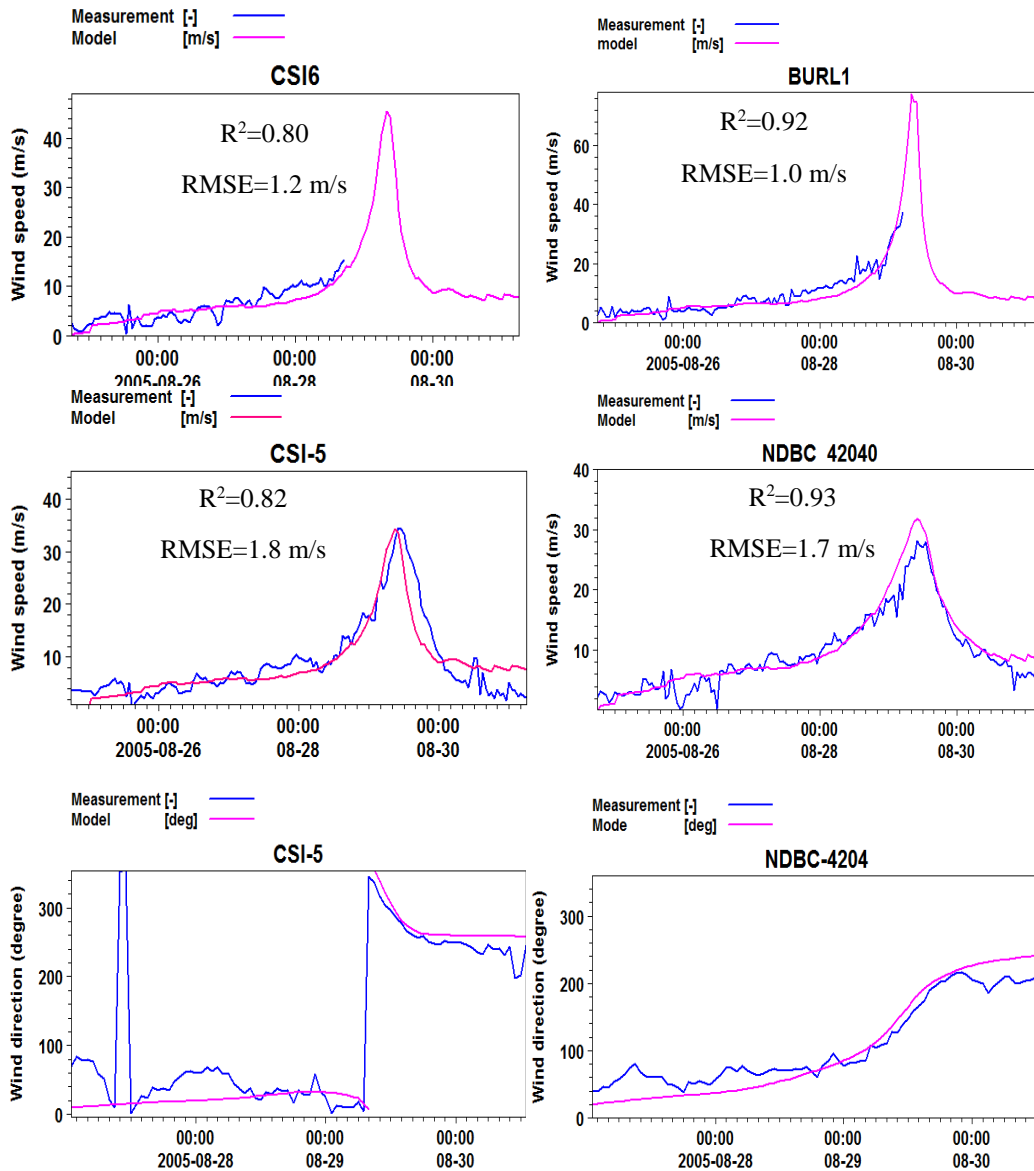 Measurement [-]
Model [m/s]
CSI6
R²=0.80
RMSE=1.2 m/s
Wind speed (m/s)
40
30
20
10
0
00:00 00:00 00:00
2005-08-26 08-28 08-30
Measurement [-]
model [m/s]
BURL1
R²=0.92
RMSE=1.0 m/s
Wind speed (m/s)
60
40
20
0
00:00 00:00 00:00
2005-08-26 08-28 08-30
Measurement [-]
Model [m/s]
CSI-5
R²=0.82
RMSE=1.8 m/s
Wind speed (m/s)
40
30
20
10
00:00 00:00 00:00
2005-08-26 08-28 08-30
Measurement [-]
Model [m/s]
NDBC 42040
R²=0.93
RMSE=1.7 m/s
Wind speed (m/s)
40
30
20
10
00:00 00:00 00:00
2005-08-26 08-28 08-30
Measurement [-]
Model [deg]
CSI-5
Wind direction (degree)
300
200
100
0
00:00 00:00 00:00
2005-08-28 08-29 08-30
Measurement [-]
Mode [deg]
NDBC-4204
Wind direction (degree)
300
200
100
0
00:00 00:00 00:00
2005-08-28 08-29 08-30